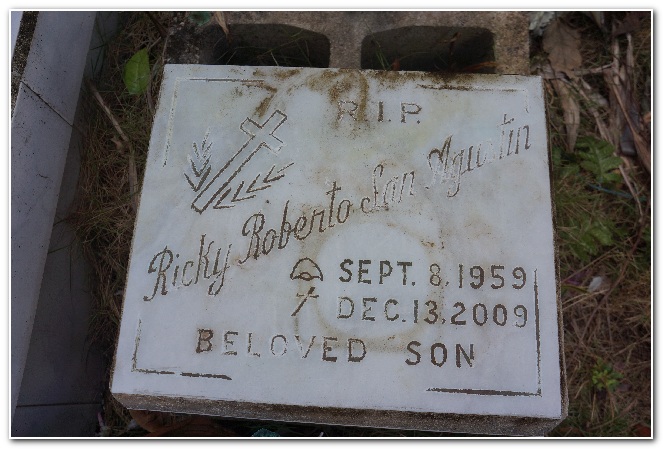 R.I.P.
Ricky Roberto San Agustin
SEPT. 8, 1959
DEC. 13, 2009
BELOVED SON